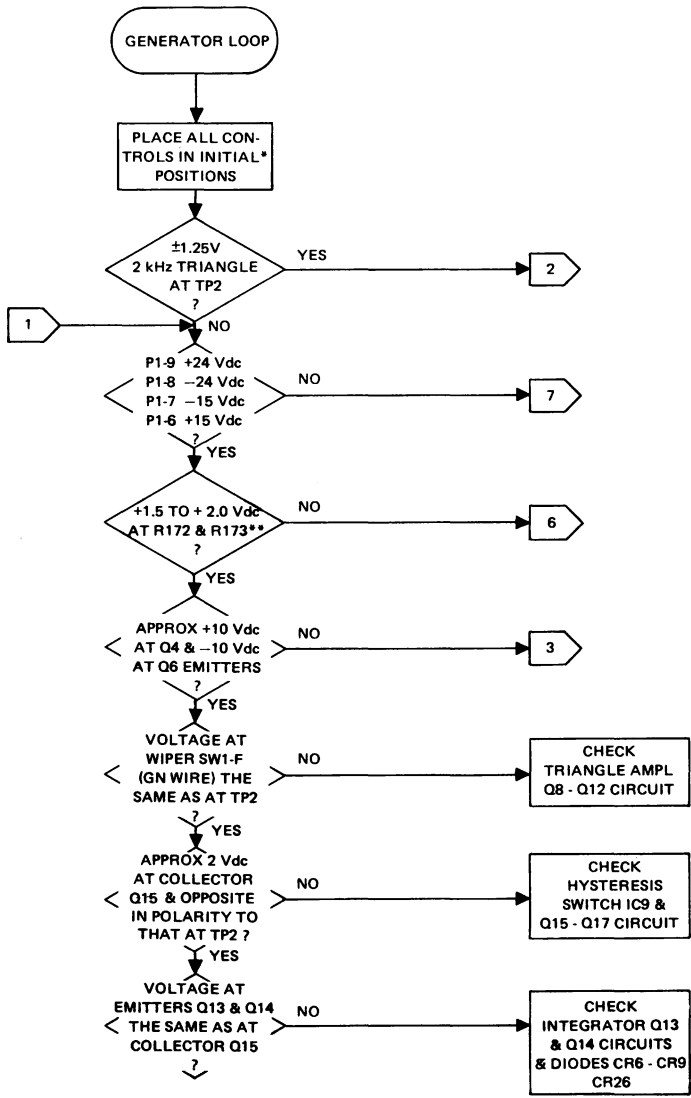 GENERATOR LOOP
PLACE ALL CON-
TROLS IN INITIAL*
POSITIONS
±1.25V
2 kHz TRIANGLE
AT TP2
?
YES
2
1
NO
P1-9 +24 Vdc
P1-8 −24 Vdc
P1-7 −15 Vdc
P1-6 +15 Vdc
?
NO
7
YES
+1.5 TO + 2.0 Vdc
AT R172 & R173**
?
NO
6
YES
APPROX +10 Vdc
AT Q4 & −10 Vdc
AT Q6 EMITTERS
?
NO
3
YES
VOLTAGE AT
WIPER SW1-F
(GN WIRE) THE
SAME AS AT TP2
?
NO
CHECK
TRIANGLE AMPL
Q8 - Q12 CIRCUIT
YES
APPROX 2 Vdc
AT COLLECTOR
Q15 & OPPOSITE
IN POLARITY TO
THAT AT TP2 ?
NO
CHECK
HYSTERESIS
SWITCH IC9 &
Q15 - Q17 CIRCUIT
YES
VOLTAGE AT
EMITTERS Q13 & Q14
THE SAME AS AT
COLLECTOR Q15
?
NO
CHECK
INTEGRATOR Q13
& Q14 CIRCUITS
& DIODES CR6 - CR9
CR26